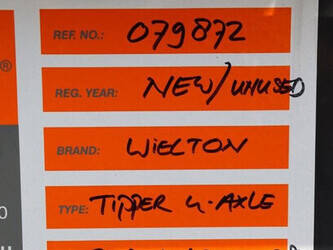 REF. NO.: 079872
®
REG. YEAR: NEW/UNUSED
BRAND: WIELTON
TYPE: TIPPER 4-AXLE